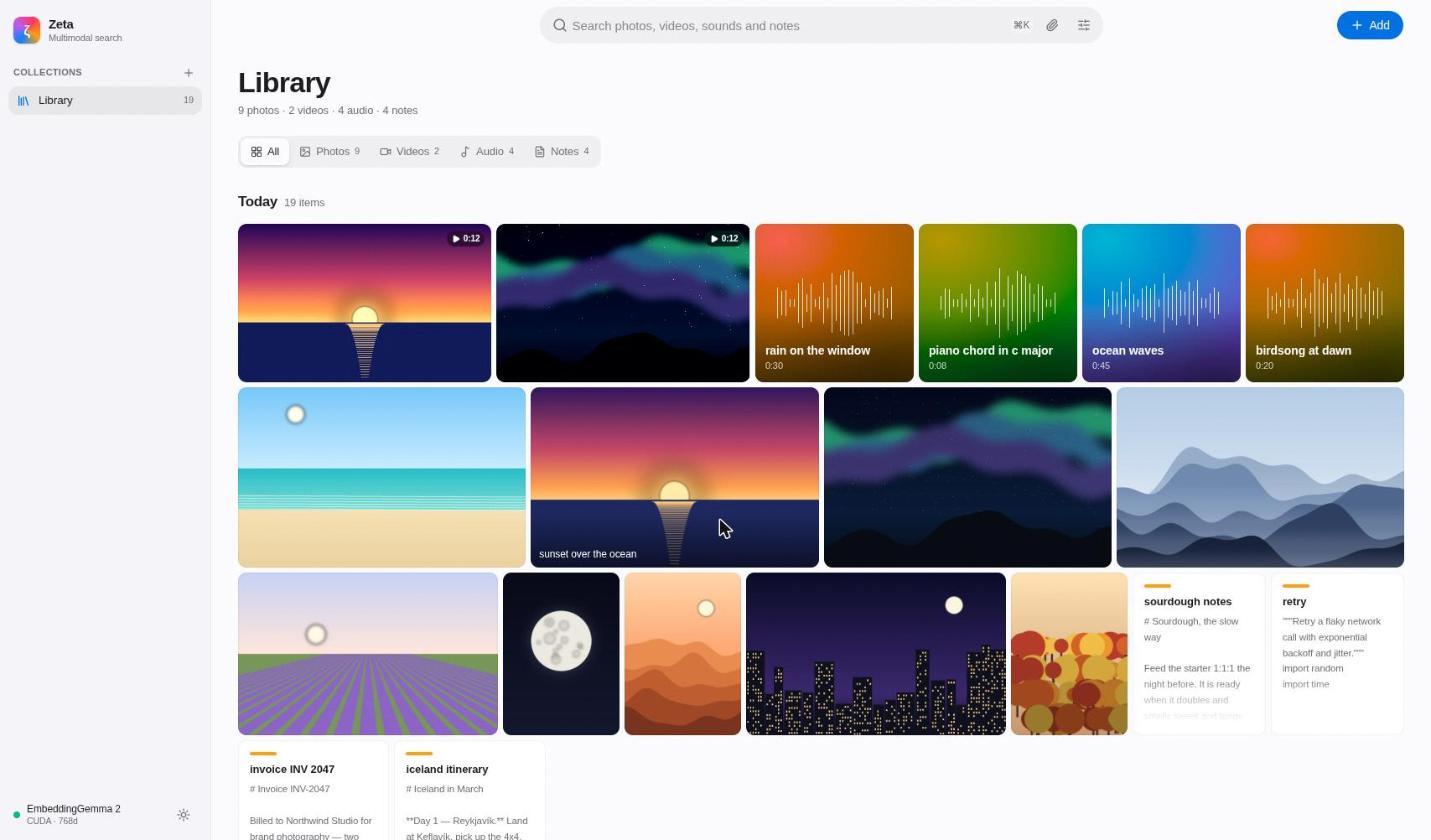 ζ
Zeta
Multimodal search
COLLECTIONS
Library
19
EmbeddingGemma 2
CUDA · 768d
Search photos, videos, sounds and notes
⌘K
Add
Library
9 photos · 2 videos · 4 audio · 4 notes
All
Photos 9
Videos 2
Audio 4
Notes 4
Today 19 items
0:12
0:12
rain on the window
0:30
piano chord in c major
0:08
ocean waves
0:45
birdsong at dawn
0:20
sunset over the ocean
sourdough notes
# Sourdough, the slow
way
Feed the starter 1:1:1 the
night before. It is ready
when it doubles and
retry
"""Retry a flaky network
call with exponential
backoff and jitter."""
import random
import time
invoice INV 2047
# Invoice INV-2047
Billed to Northwind Studio for
brand photography — two
iceland itinerary
# Iceland in March
**Day 1 — Reykjavík.** Land
at Keflavík, pick up the 4x4,